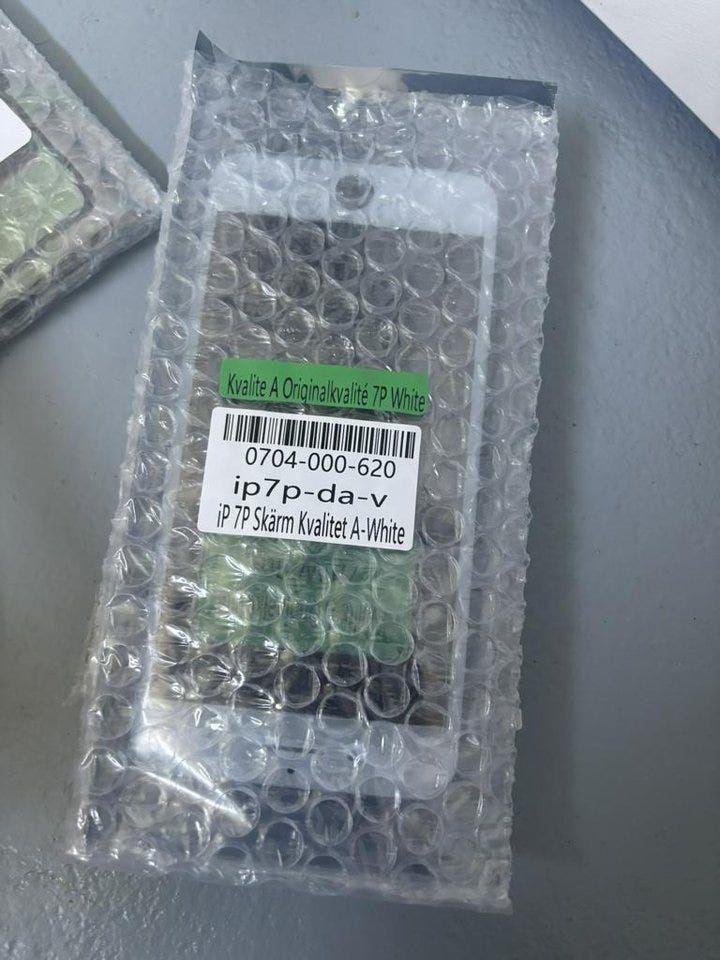 Kvalite A Originalkvalité 7P White
0704-000-620
ip7p-da-v
iP 7P Skärm Kvalitet A-White